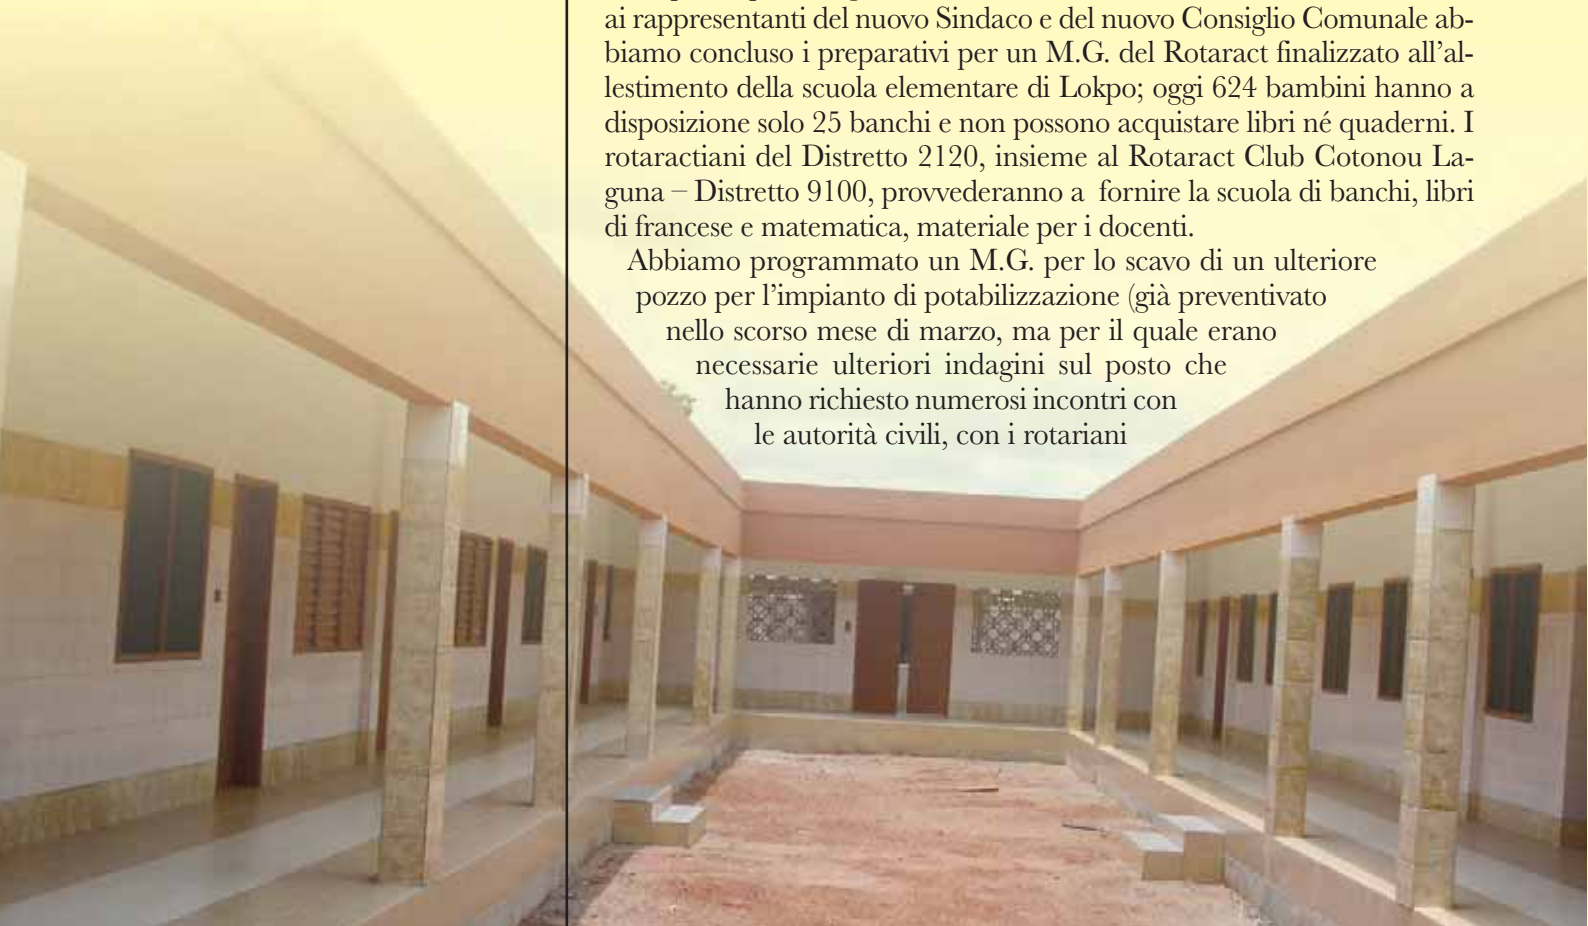 ai rappresentanti del nuovo Sindaco e del nuovo Consiglio Comunale ab-
biamo concluso i preparativi per un M.G. del Rotaract finalizzato all’al-
lestimento della scuola elementare di Lokpo; oggi 624 bambini hanno a
disposizione solo 25 banchi e non possono acquistare libri né quaderni. I
rotaractiani del Distretto 2120, insieme al Rotaract Club Cotonou La-
guna – Distretto 9100, provvederanno a fornire la scuola di banchi, libri
di francese e matematica, materiale per i docenti.
Abbiamo programmato un M.G. per lo scavo di un ulteriore
pozzo per l’impianto di potabilizzazione (già preventivato
nello scorso mese di marzo, ma per il quale erano
necessarie ulteriori indagini sul posto che
hanno richiesto numerosi incontri con
le autorità civili, con i rotariani